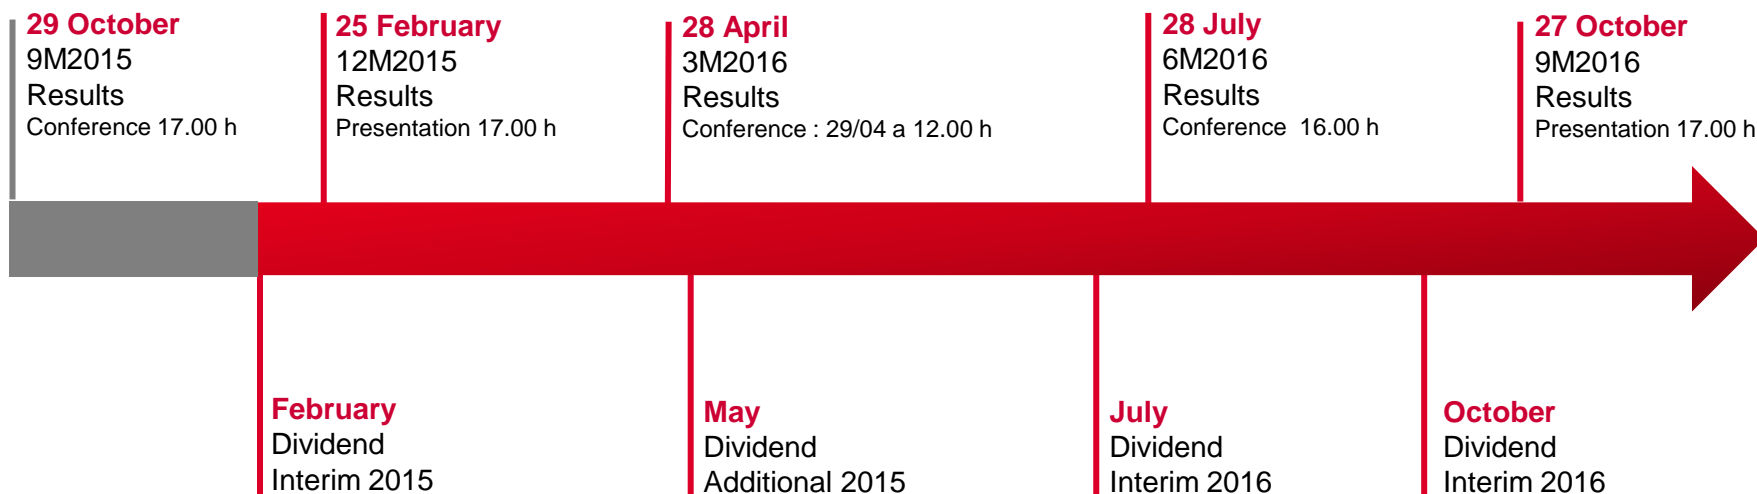 29 October
9M2015
Results
Conference 17.00 h
25 February
12M2015
Results
Presentation 17.00 h
28 April
3M2016
Results
Conference : 29/04 a 12.00 h
28 July
6M2016
Results
Conference  16.00 h
27 October
9M2016
Results
Presentation 17.00 h
February
Dividend
Interim 2015
May
Dividend
Additional 2015
July
Dividend
Interim 2016
October
Dividend
Interim 2016